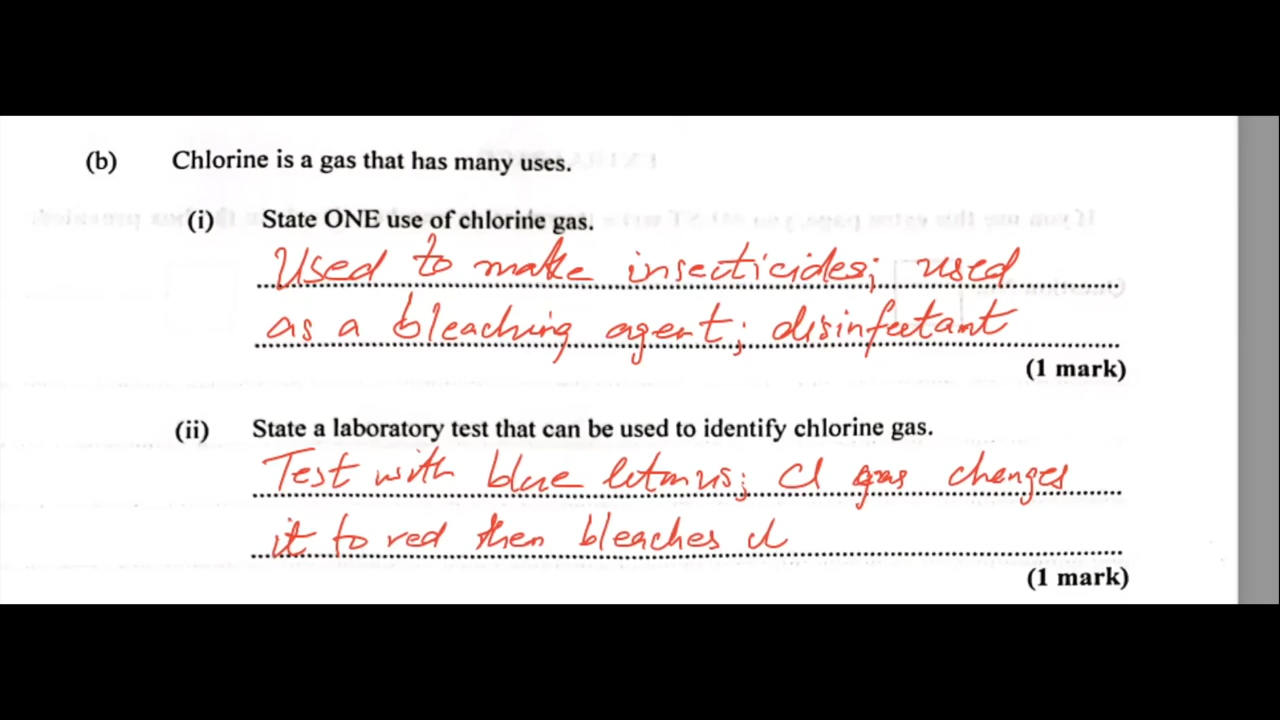 (b) Chlorine is a gas that has many uses.
(i) State ONE use of chlorine gas.
Used to make insecticides; used
as a bleaching agent; disinfectant
(1 mark)
(ii) State a laboratory test that can be used to identify chlorine gas.
Test with blue litmus; Cl gas changes
it to red then bleaches it
(1 mark)